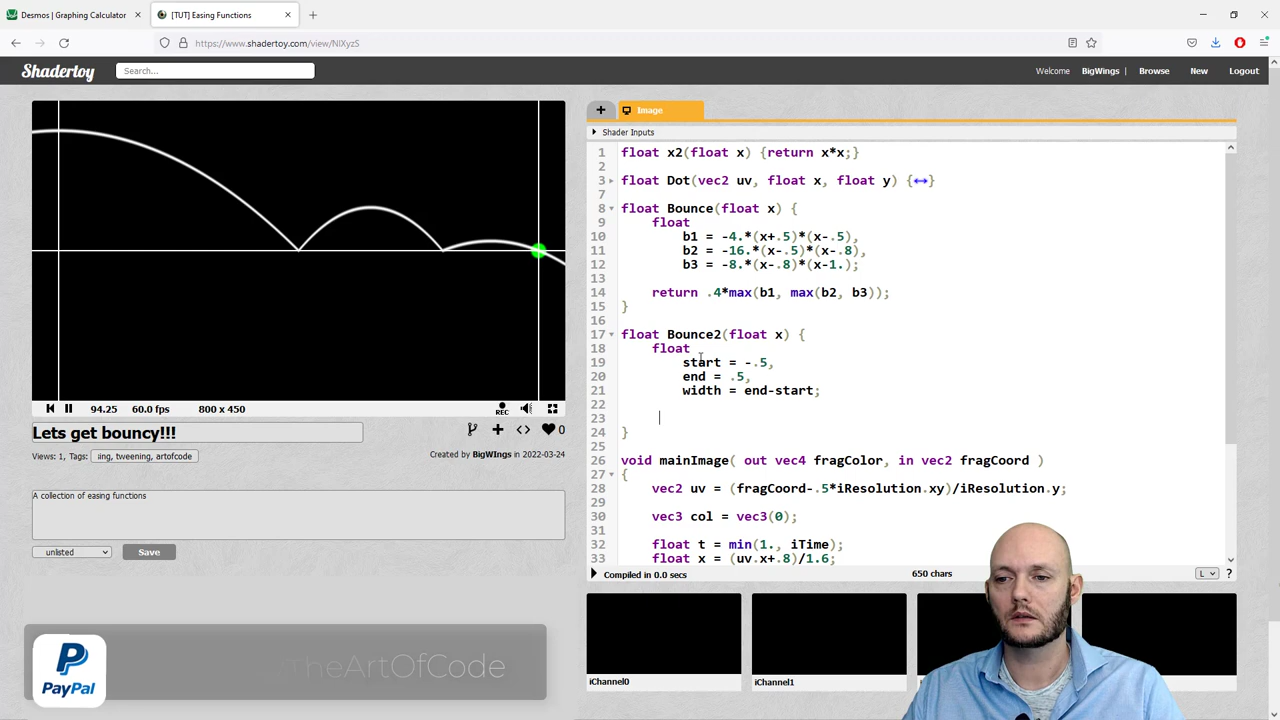 Desmos | Graphing Calculator
[TUT] Easing Functions
https://www.shadertoy.com/view/NlXyzS
Shadertoy
Search...
Welcome BigWings | Browse New Logout
Image
Shader Inputs
1 float x2(float x) {return x*x;}
2
3 float Dot(vec2 uv, float x, float y) {↔}
7
8 float Bounce(float x) {
9 float
10 b1 = -4.*(x+.5)*(x-.5),
11 b2 = -16.*(x-.5)*(x-.8),
12 b3 = -8.*(x-.8)*(x-1.);
13
14 return .4*max(b1, max(b2, b3));
15 }
16
17 float Bounce2(float x) {
18 float
19 start = -.5,
20 end = .5,
21 width = end-start;
22
23
24 }
25
26 void mainImage( out vec4 fragColor, in vec2 fragCoord )
27 {
28 vec2 uv = (fragCoord-.5*iResolution.xy)/iResolution.y;
29
30 vec3 col = vec3(0);
31
32 float t = min(1., iTime);
33 float x = (uv.x+.8)/1.6;
94.25 60.0 fps 800 x 450
REC
Lets get bouncy!!!
0
Views: 1, Tags: ing, tweening, artofcode
Created by BigWIngs in 2022-03-24
A collection of easing functions
unlisted
Save
Compiled in 0.0 secs
650 chars
L
?
iChannel0
iChannel1
PayPal
TheArtOfCode